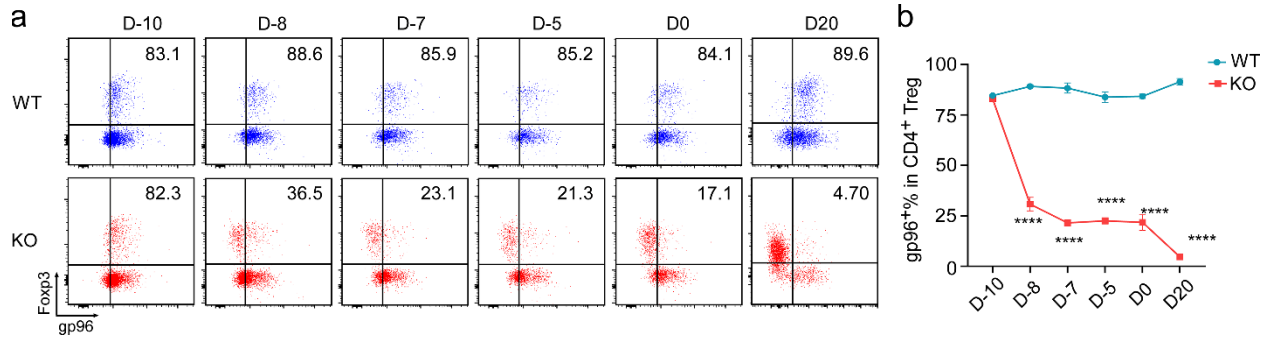 a
D-10 D-8 D-7 D-5 D0 D20
WT
83.1 88.6 85.9 85.2 84.1 89.6
KO
82.3 36.5 23.1 21.3 17.1 4.70
Foxp3
gp96
b
WT
KO
gp96⁺% in CD4⁺ Treg
100
75
50
25
0
**** **** **** **** ****
D-10 D-8 D-7 D-5 D0 D20